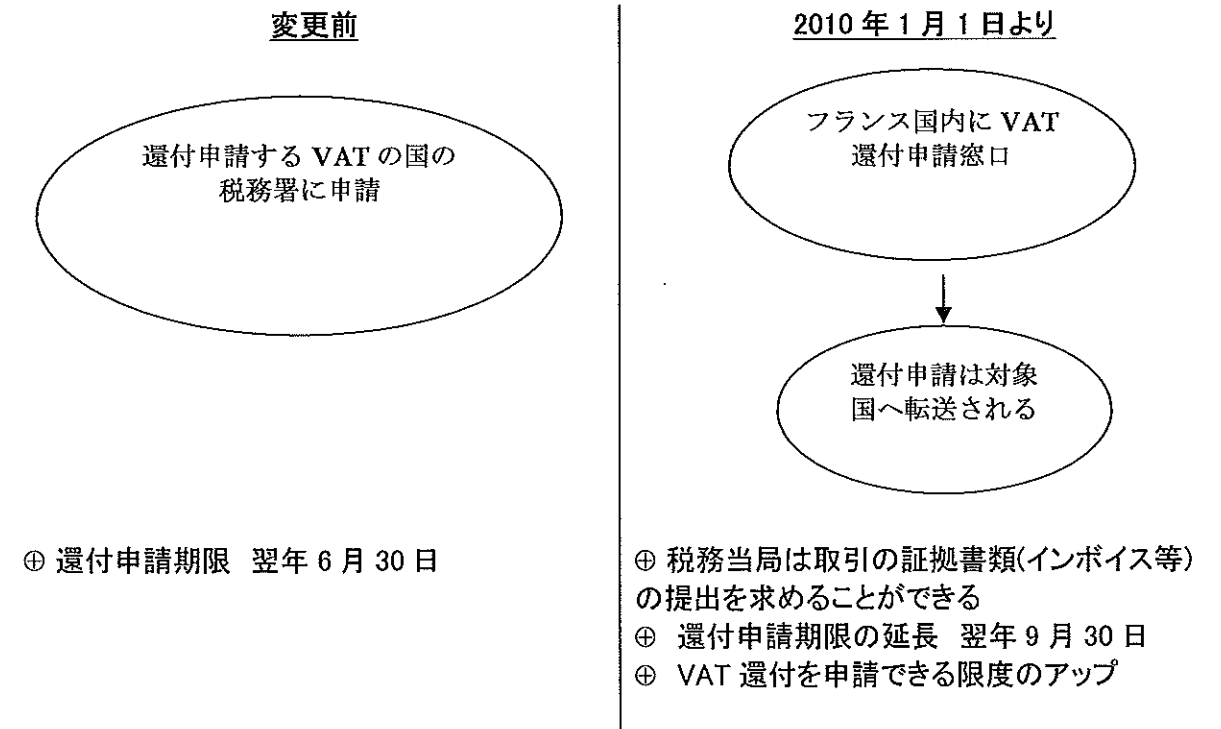 変更前
還付申請する VAT の国の
税務署に申請
⊕ 還付申請期限 翌年 6 月 30 日
2010 年 1 月 1 日より
フランス国内に VAT
還付申請窓口
還付申請は対象
国へ転送される
⊕ 税務当局は取引の証拠書類(インボイス等)
の提出を求めることができる
⊕ 還付申請期限の延長 翌年 9 月 30 日
⊕ VAT 還付を申請できる限度のアップ